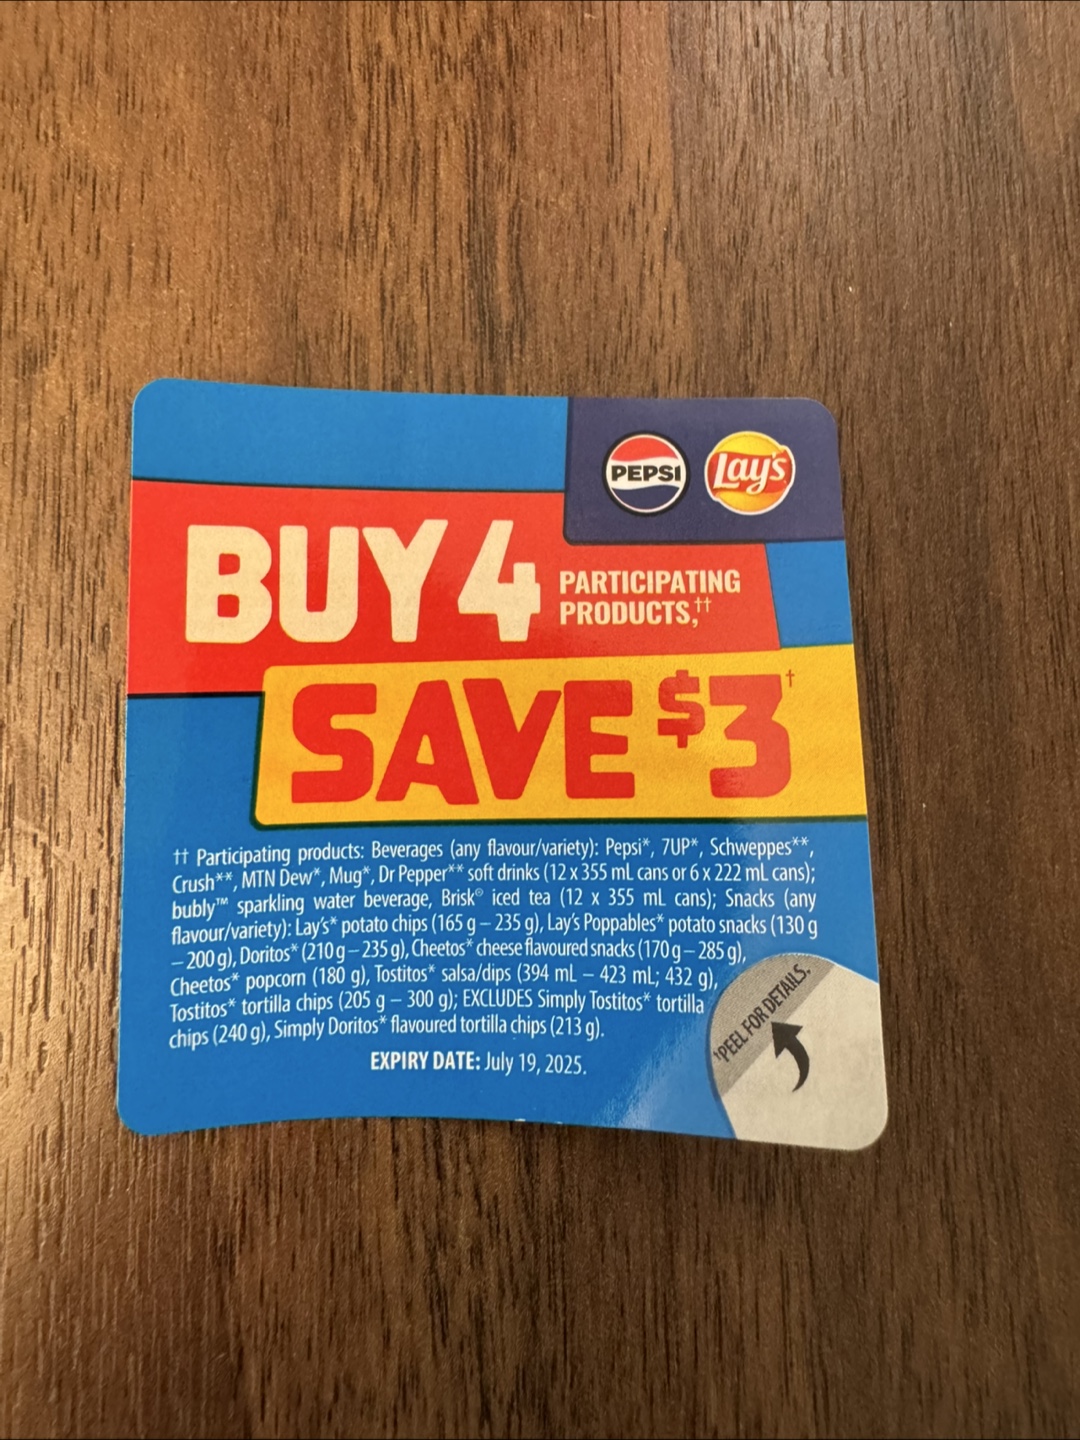 PEPSI Lay's
BUY 4 PARTICIPATING
PRODUCTS,††
SAVE $3†
†† Participating products: Beverages (any flavour/variety): Pepsi*, 7UP*, Schweppes**,
Crush**, MTN Dew*, Mug*, Dr Pepper** soft drinks (12 x 355 mL cans or 6 x 222 mL cans);
bubly™ sparkling water beverage, Brisk® iced tea (12 x 355 mL cans); Snacks (any
flavour/variety): Lay's* potato chips (165 g – 235 g), Lay's Poppables* potato snacks (130 g
– 200 g), Doritos* (210 g – 235 g), Cheetos* cheese flavoured snacks (170 g – 285 g),
Cheetos* popcorn (180 g), Tostitos* salsa/dips (394 mL – 423 mL; 432 g),
Tostitos* tortilla chips (205 g – 300 g); EXCLUDES Simply Tostitos* tortilla
chips (240 g), Simply Doritos* flavoured tortilla chips (213 g).
EXPIRY DATE: July 19, 2025.
†PEEL FOR DETAILS.